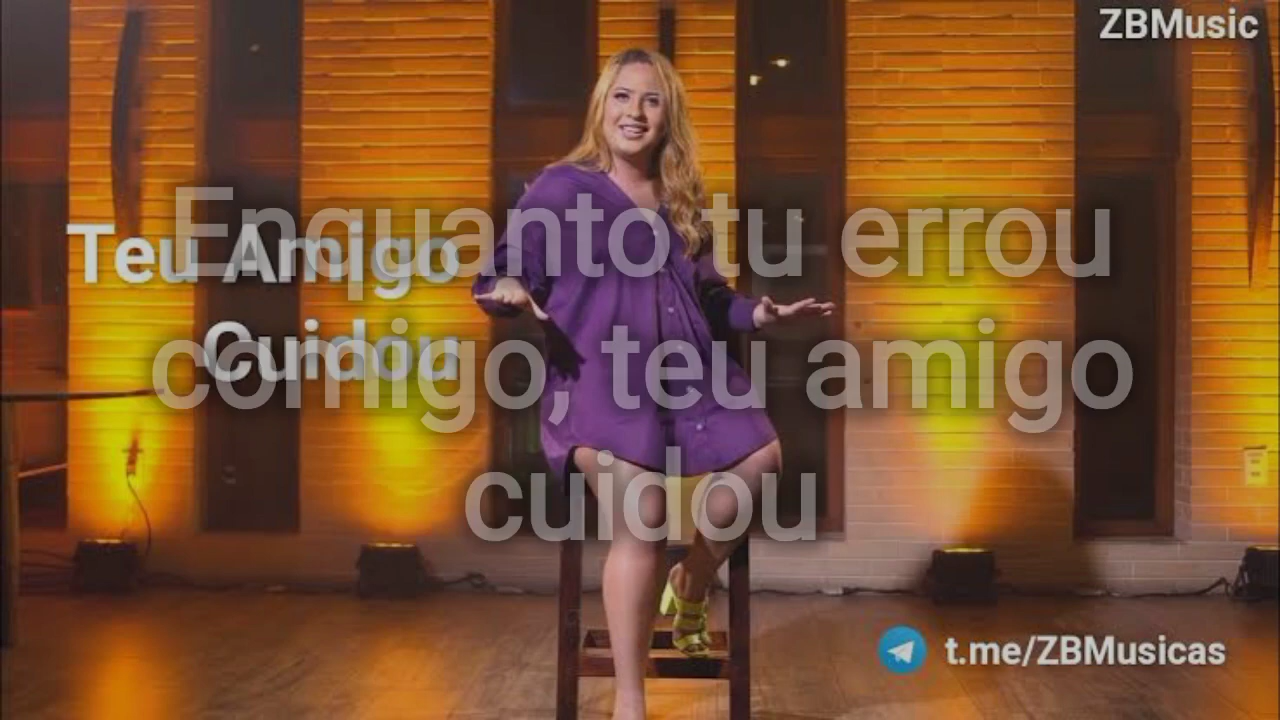 ZBMusic
Teu Amigo
Cuidou
Enquanto tu errou
comigo, teu amigo
cuidou
t.me/ZBMusicas